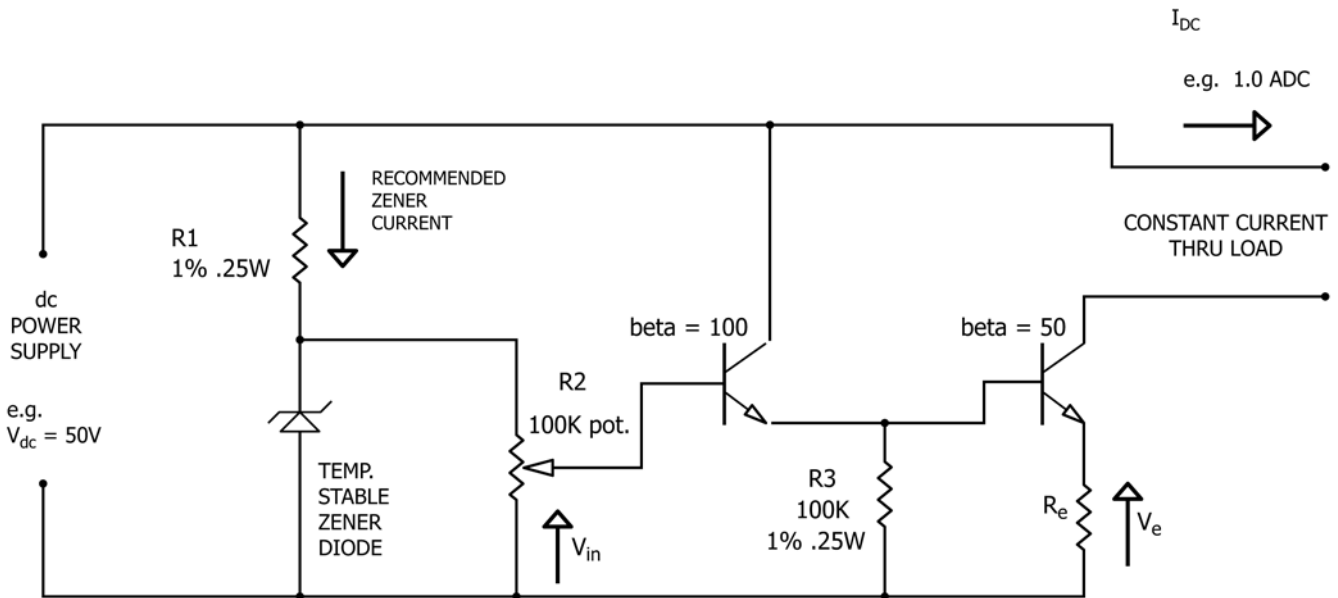 I_DC
e.g. 1.0 ADC
RECOMMENDED
ZENER
CURRENT
R1
1% .25W
CONSTANT CURRENT
THRU LOAD
dc
POWER
SUPPLY
e.g.
V_dc = 50V
beta = 100
beta = 50
R2
100K pot.
TEMP.
STABLE
ZENER
DIODE
V_in
R3
100K
1% .25W
R_e
V_e